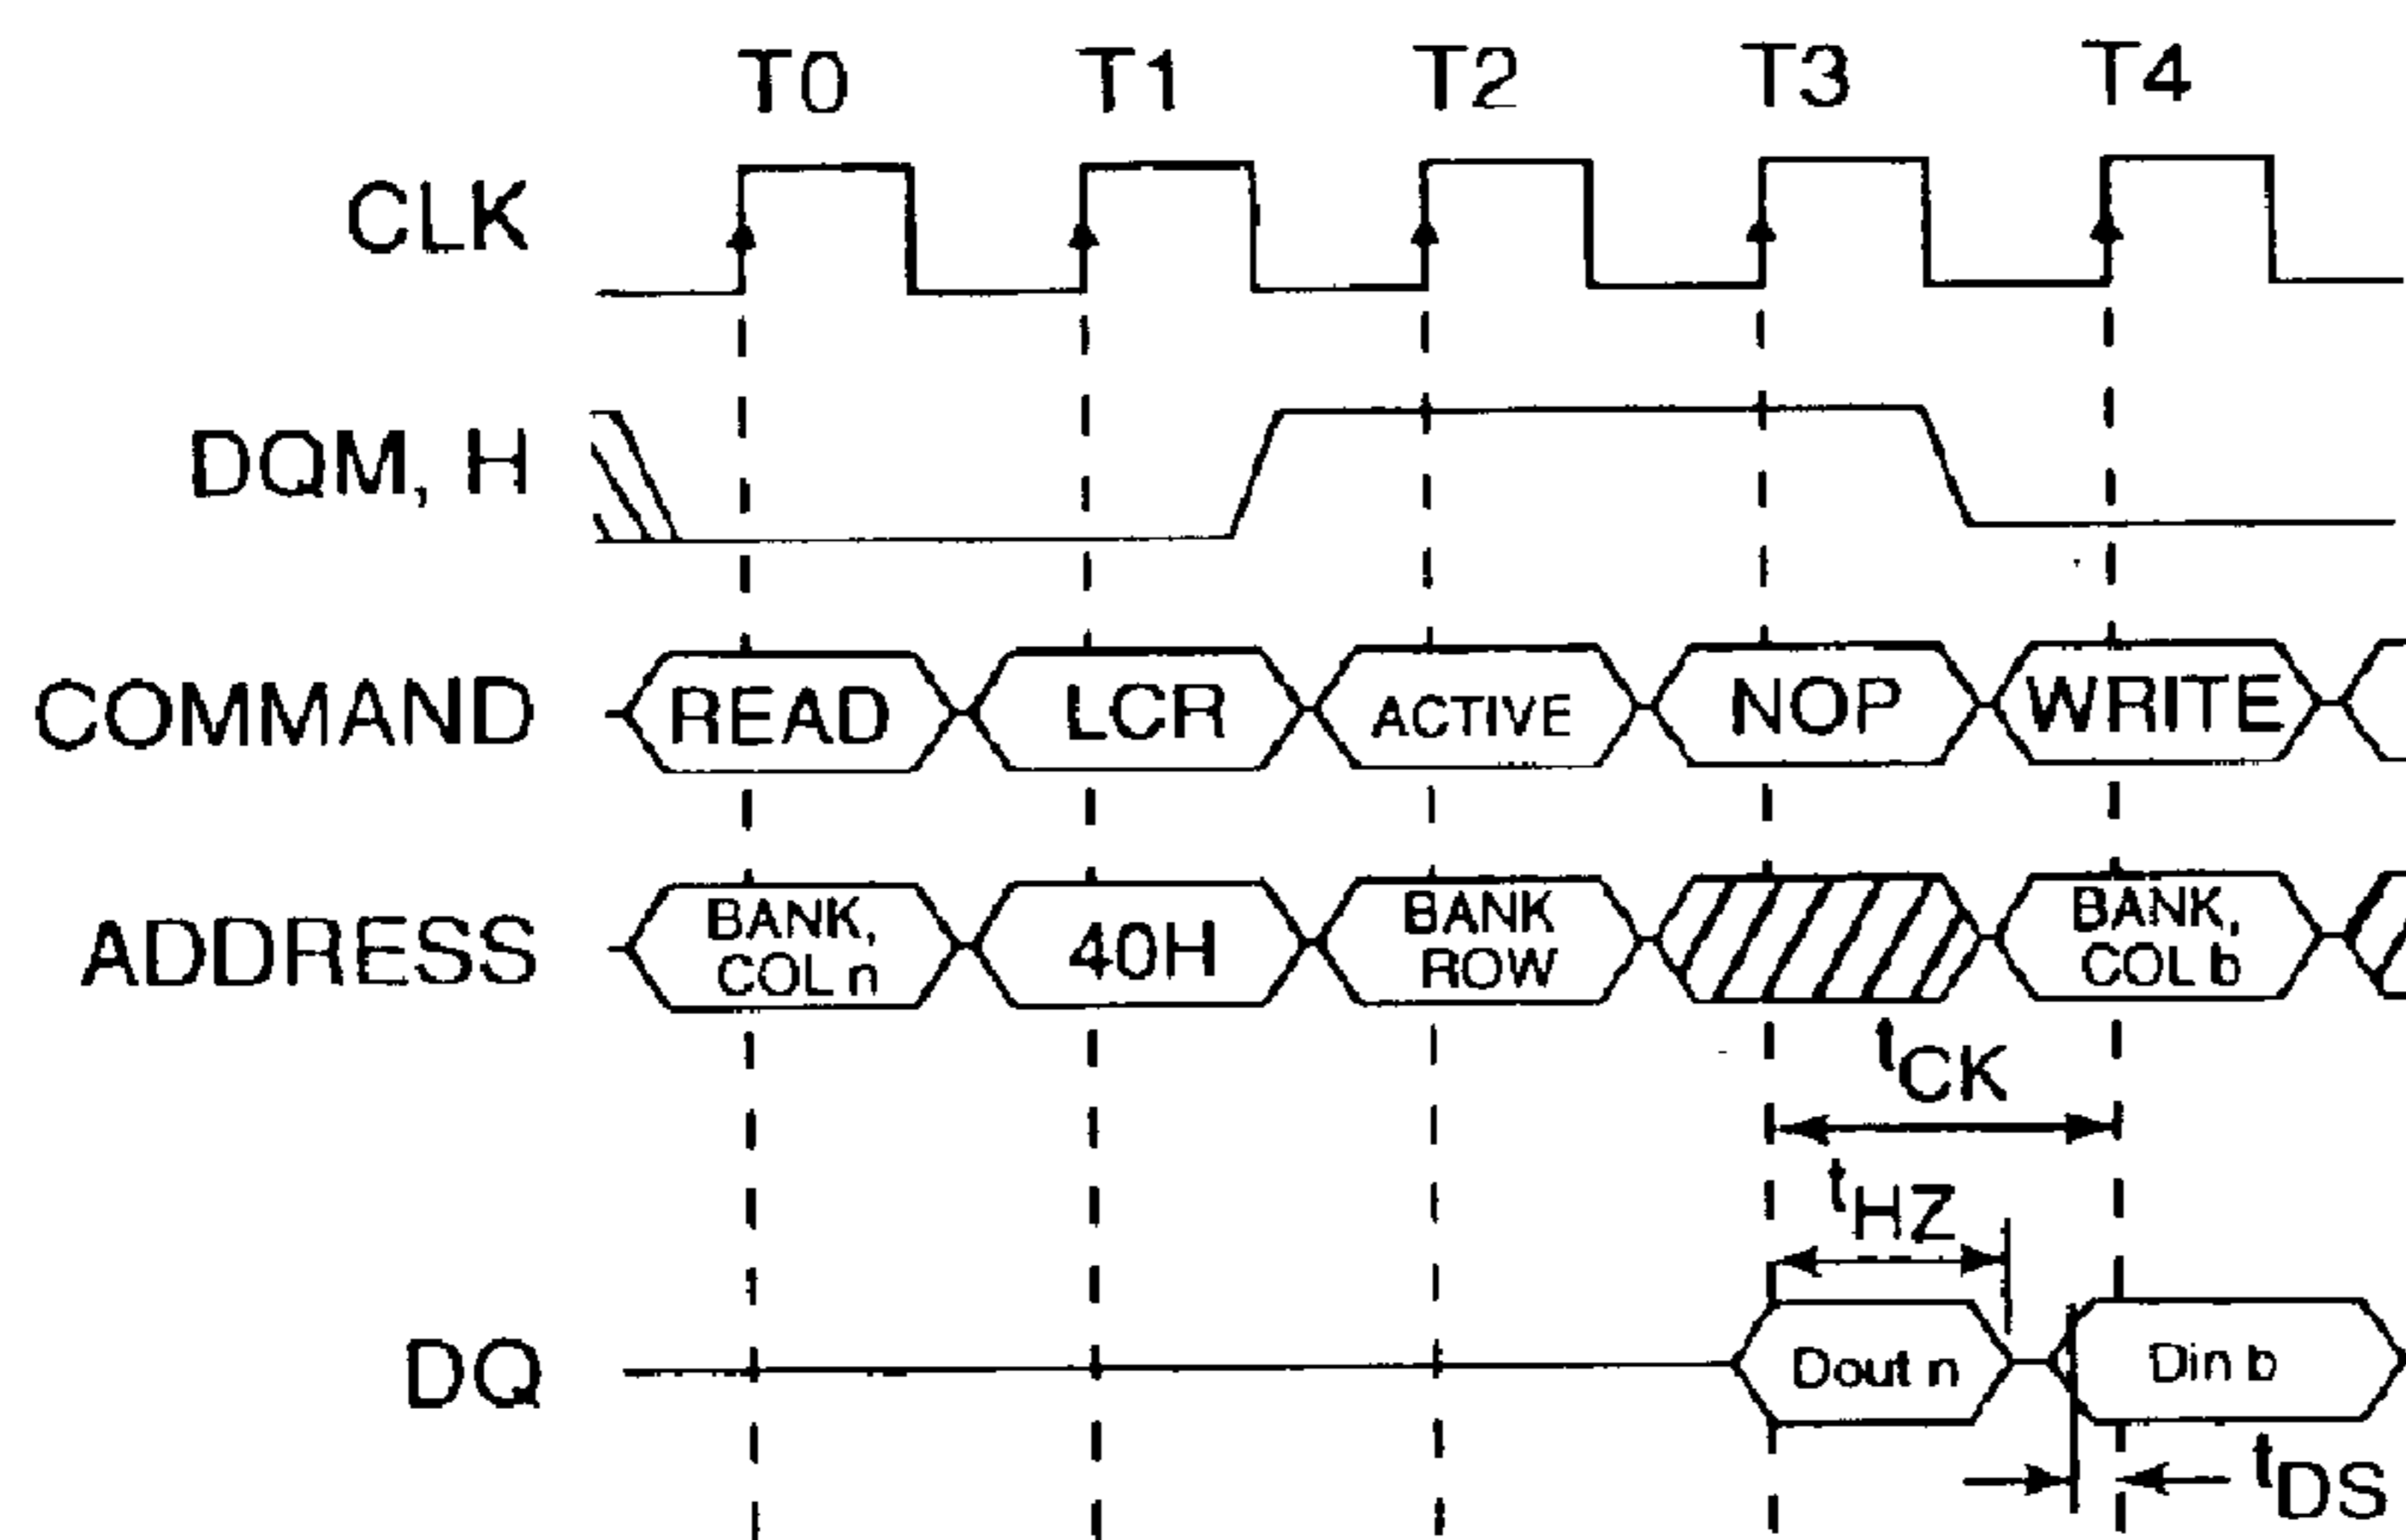 T0 T1 T2 T3 T4
CLK
DQM, H
COMMAND READ LCR ACTIVE NOP WRITE
ADDRESS BANK, COL n 40H BANK ROW BANK, COL b
tCK
tHZ
DQ Dout n Din b
tDS